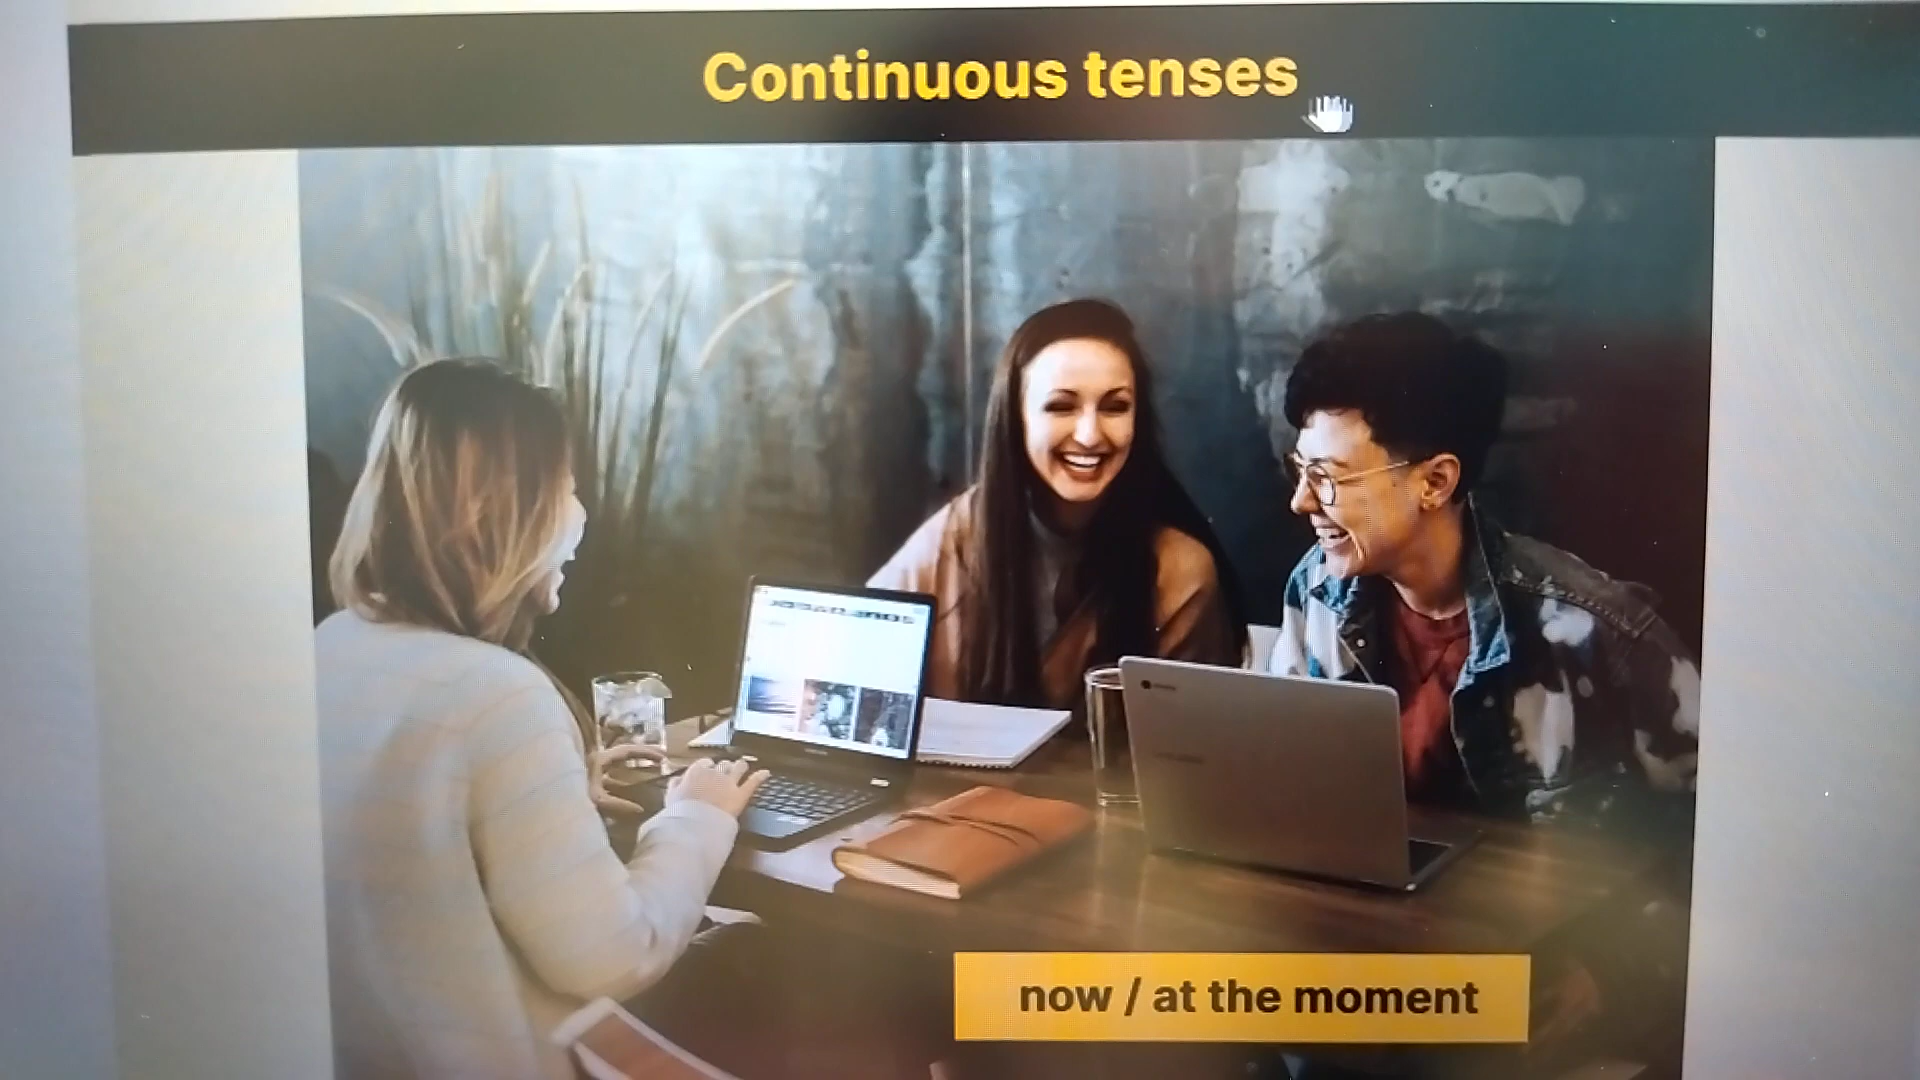 Continuous tenses
now / at the moment